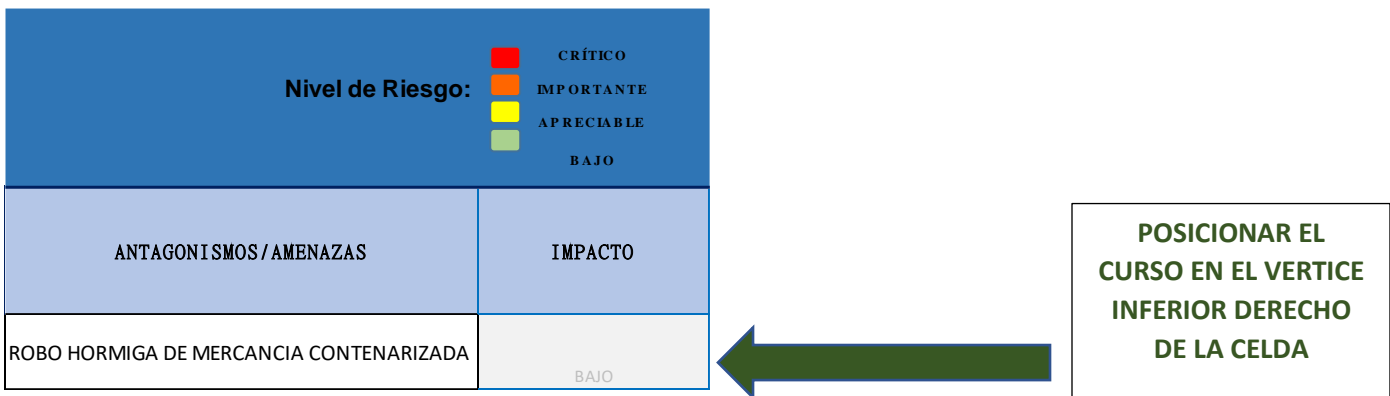 Nivel de Riesgo:
CRÍTICO
IMPORTANTE
APRECIABLE
BAJO
ANTAGONISMOS/AMENAZAS
IMPACTO
ROBO HORMIGA DE MERCANCIA CONTENARIZADA
BAJO
POSICIONAR EL
CURSO EN EL VERTICE
INFERIOR DERECHO
DE LA CELDA